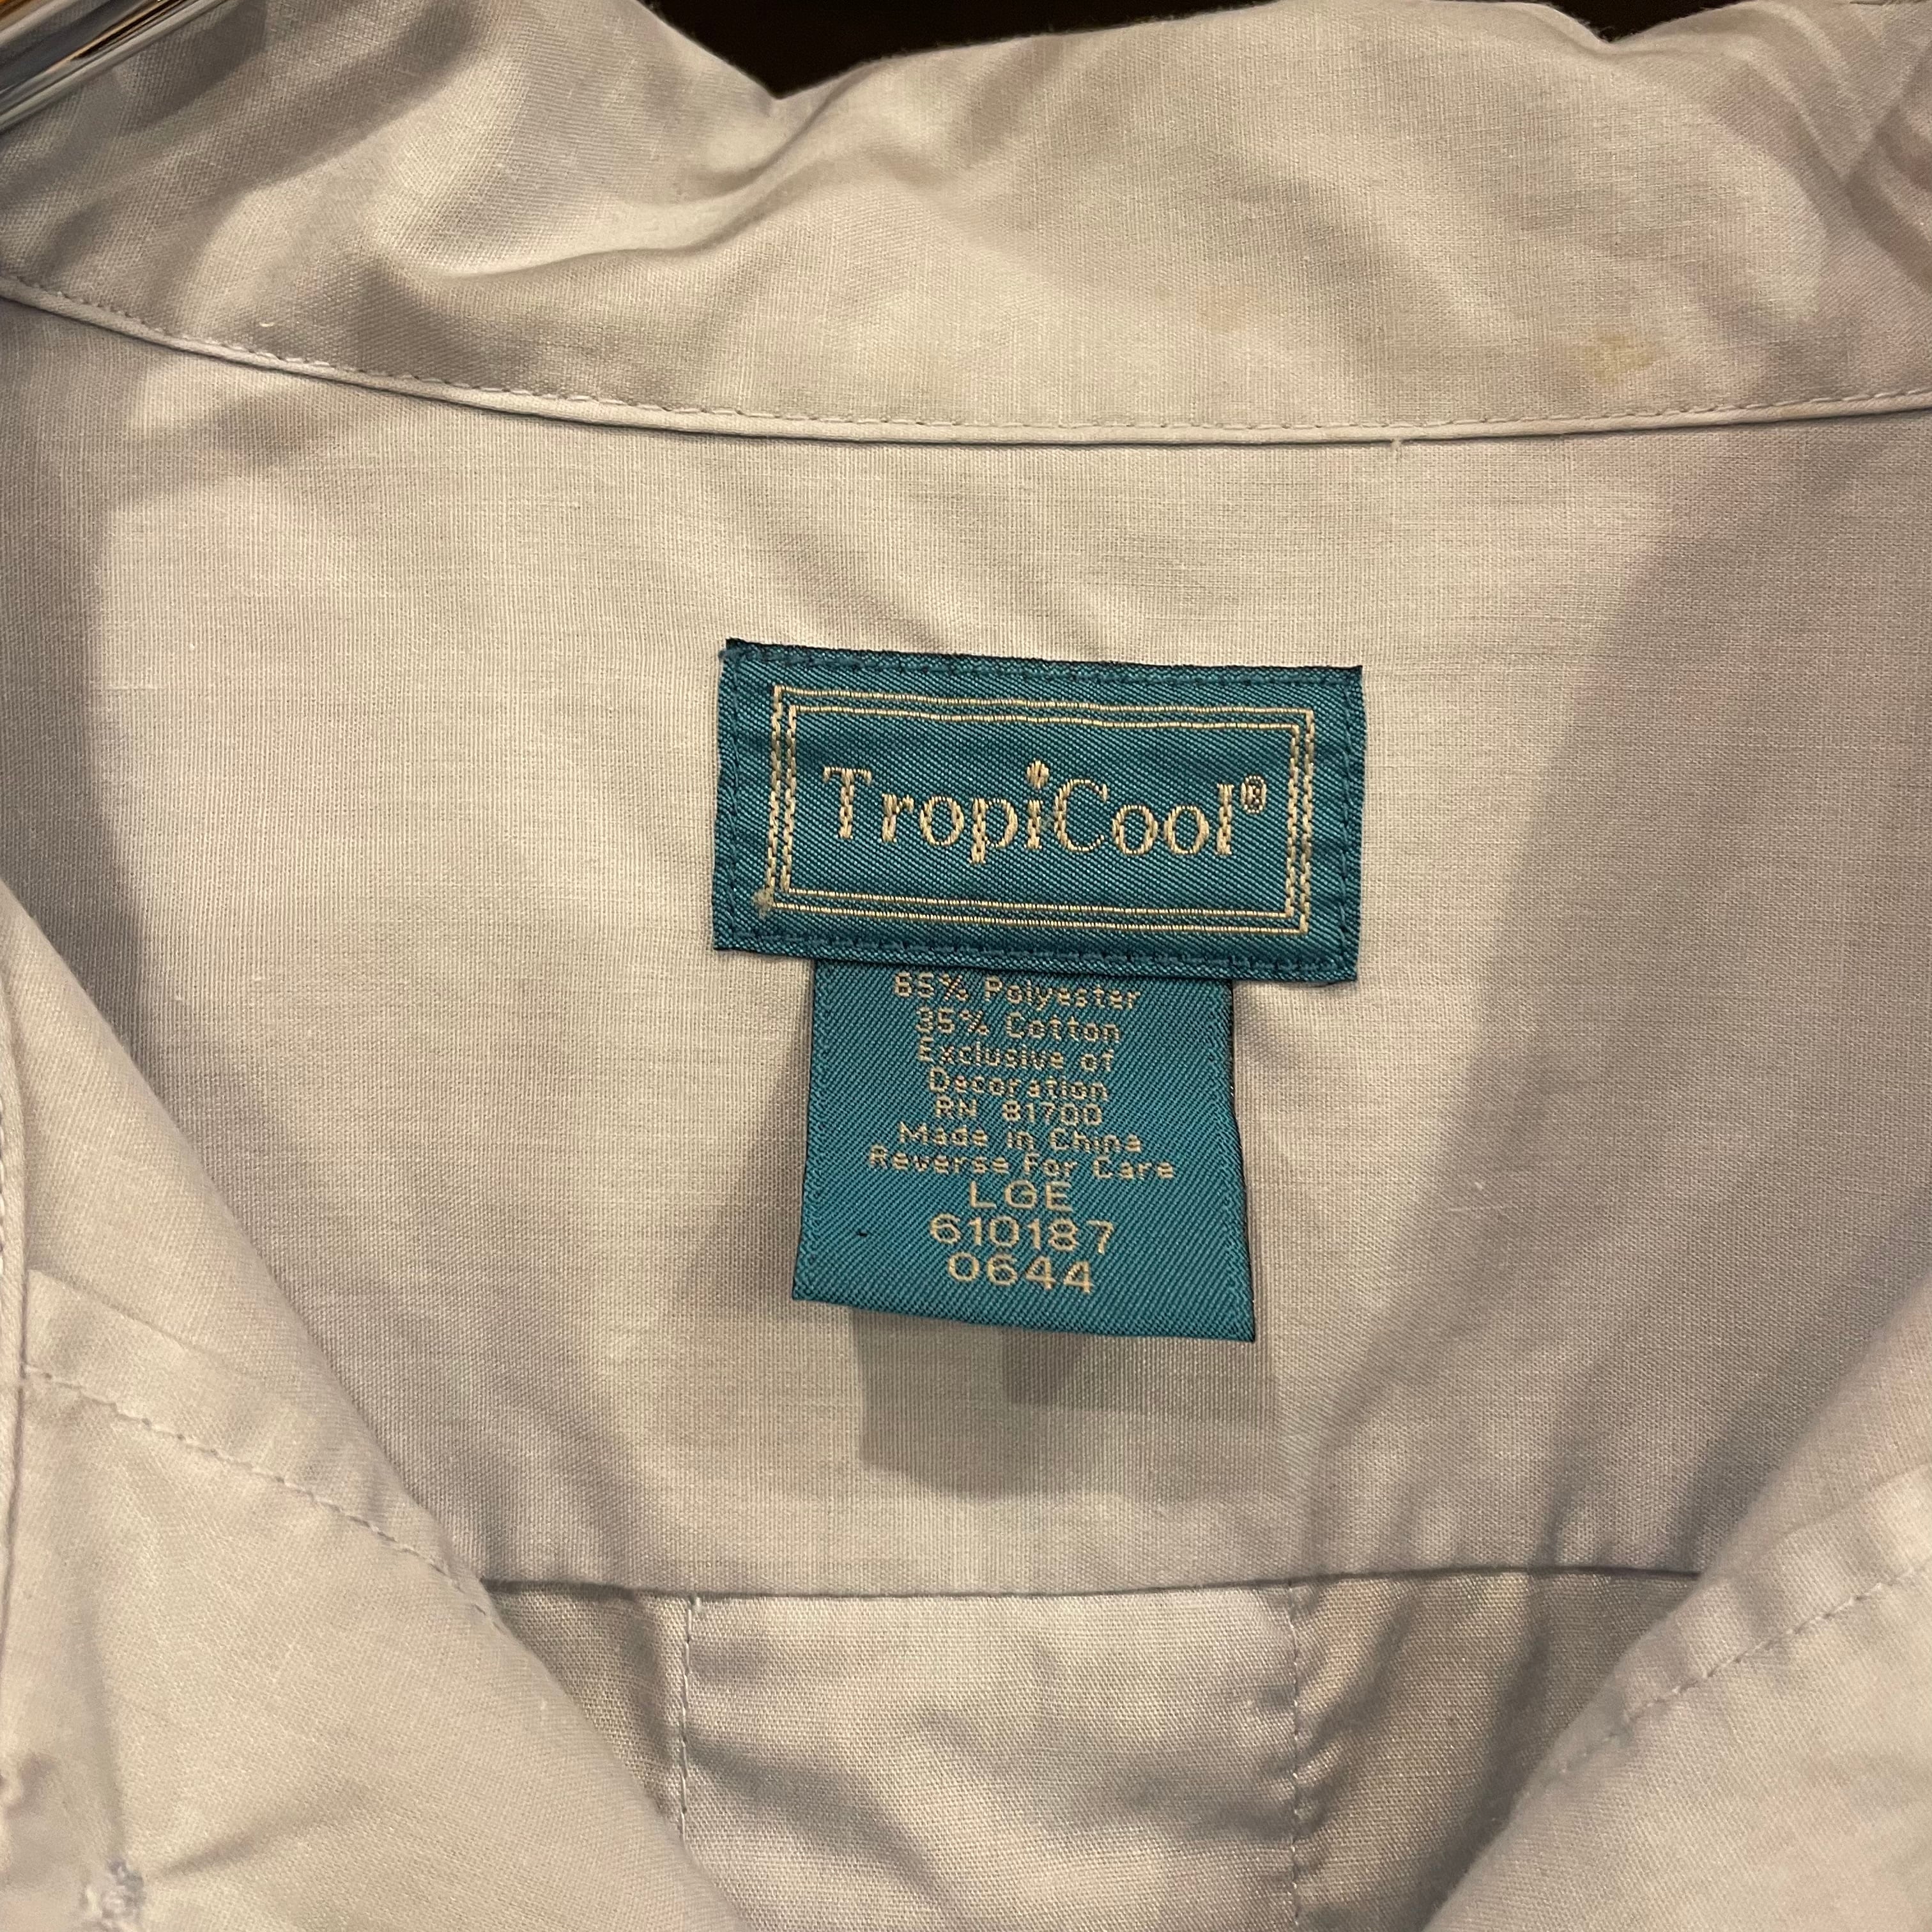 TropiCool®
65% Polyester
35% Cotton
Exclusive of
Decoration
RN 81700
Made in China
Reverse For Care
LGE
610187
0644